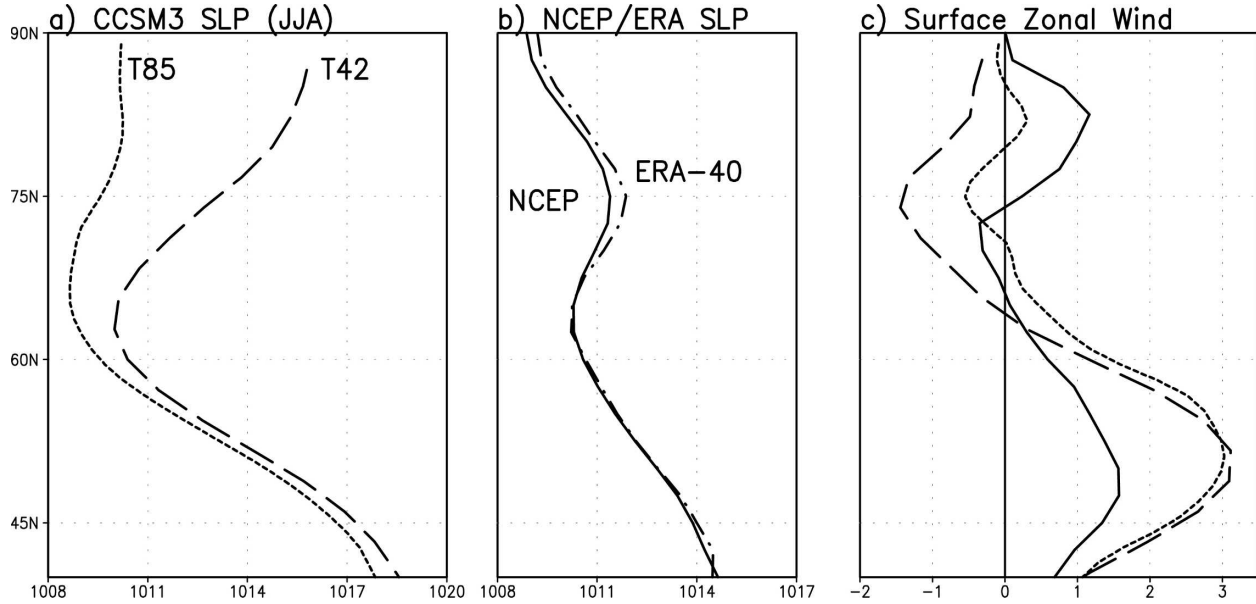 a) CCSM3 SLP (JJA)
b) NCEP/ERA SLP
c) Surface Zonal Wind
90N
75N
60N
45N
T85
T42
NCEP
ERA-40
1008
1011
1014
1017
1020
1008
1011
1014
1017
-2
-1
0
1
2
3